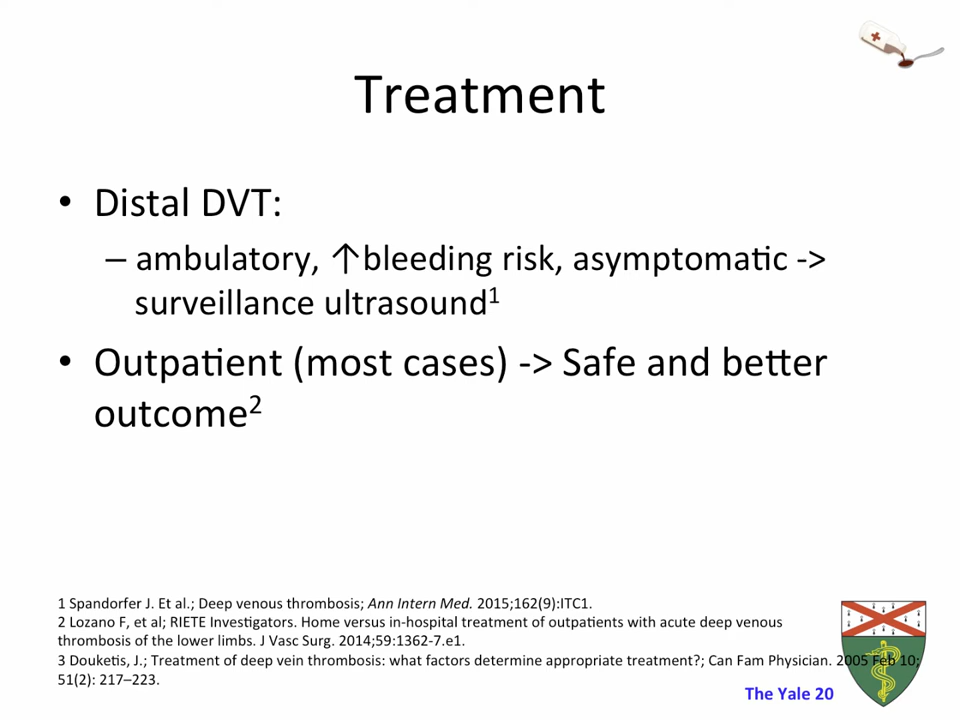 Treatment
• Distal DVT:
– ambulatory, ↑bleeding risk, asymptomatic ->
surveillance ultrasound1
• Outpatient (most cases) -> Safe and better
outcome2
1 Spandorfer J. Et al.; Deep venous thrombosis; Ann Intern Med. 2015;162(9):ITC1.
2 Lozano F, et al; RIETE Investigators. Home versus in-hospital treatment of outpatients with acute deep venous
thrombosis of the lower limbs. J Vasc Surg. 2014;59:1362-7.e1.
3 Douketis, J.; Treatment of deep vein thrombosis: what factors determine appropriate treatment?; Can Fam Physician. 2005 Feb 10;
51(2): 217–223.
The Yale 20